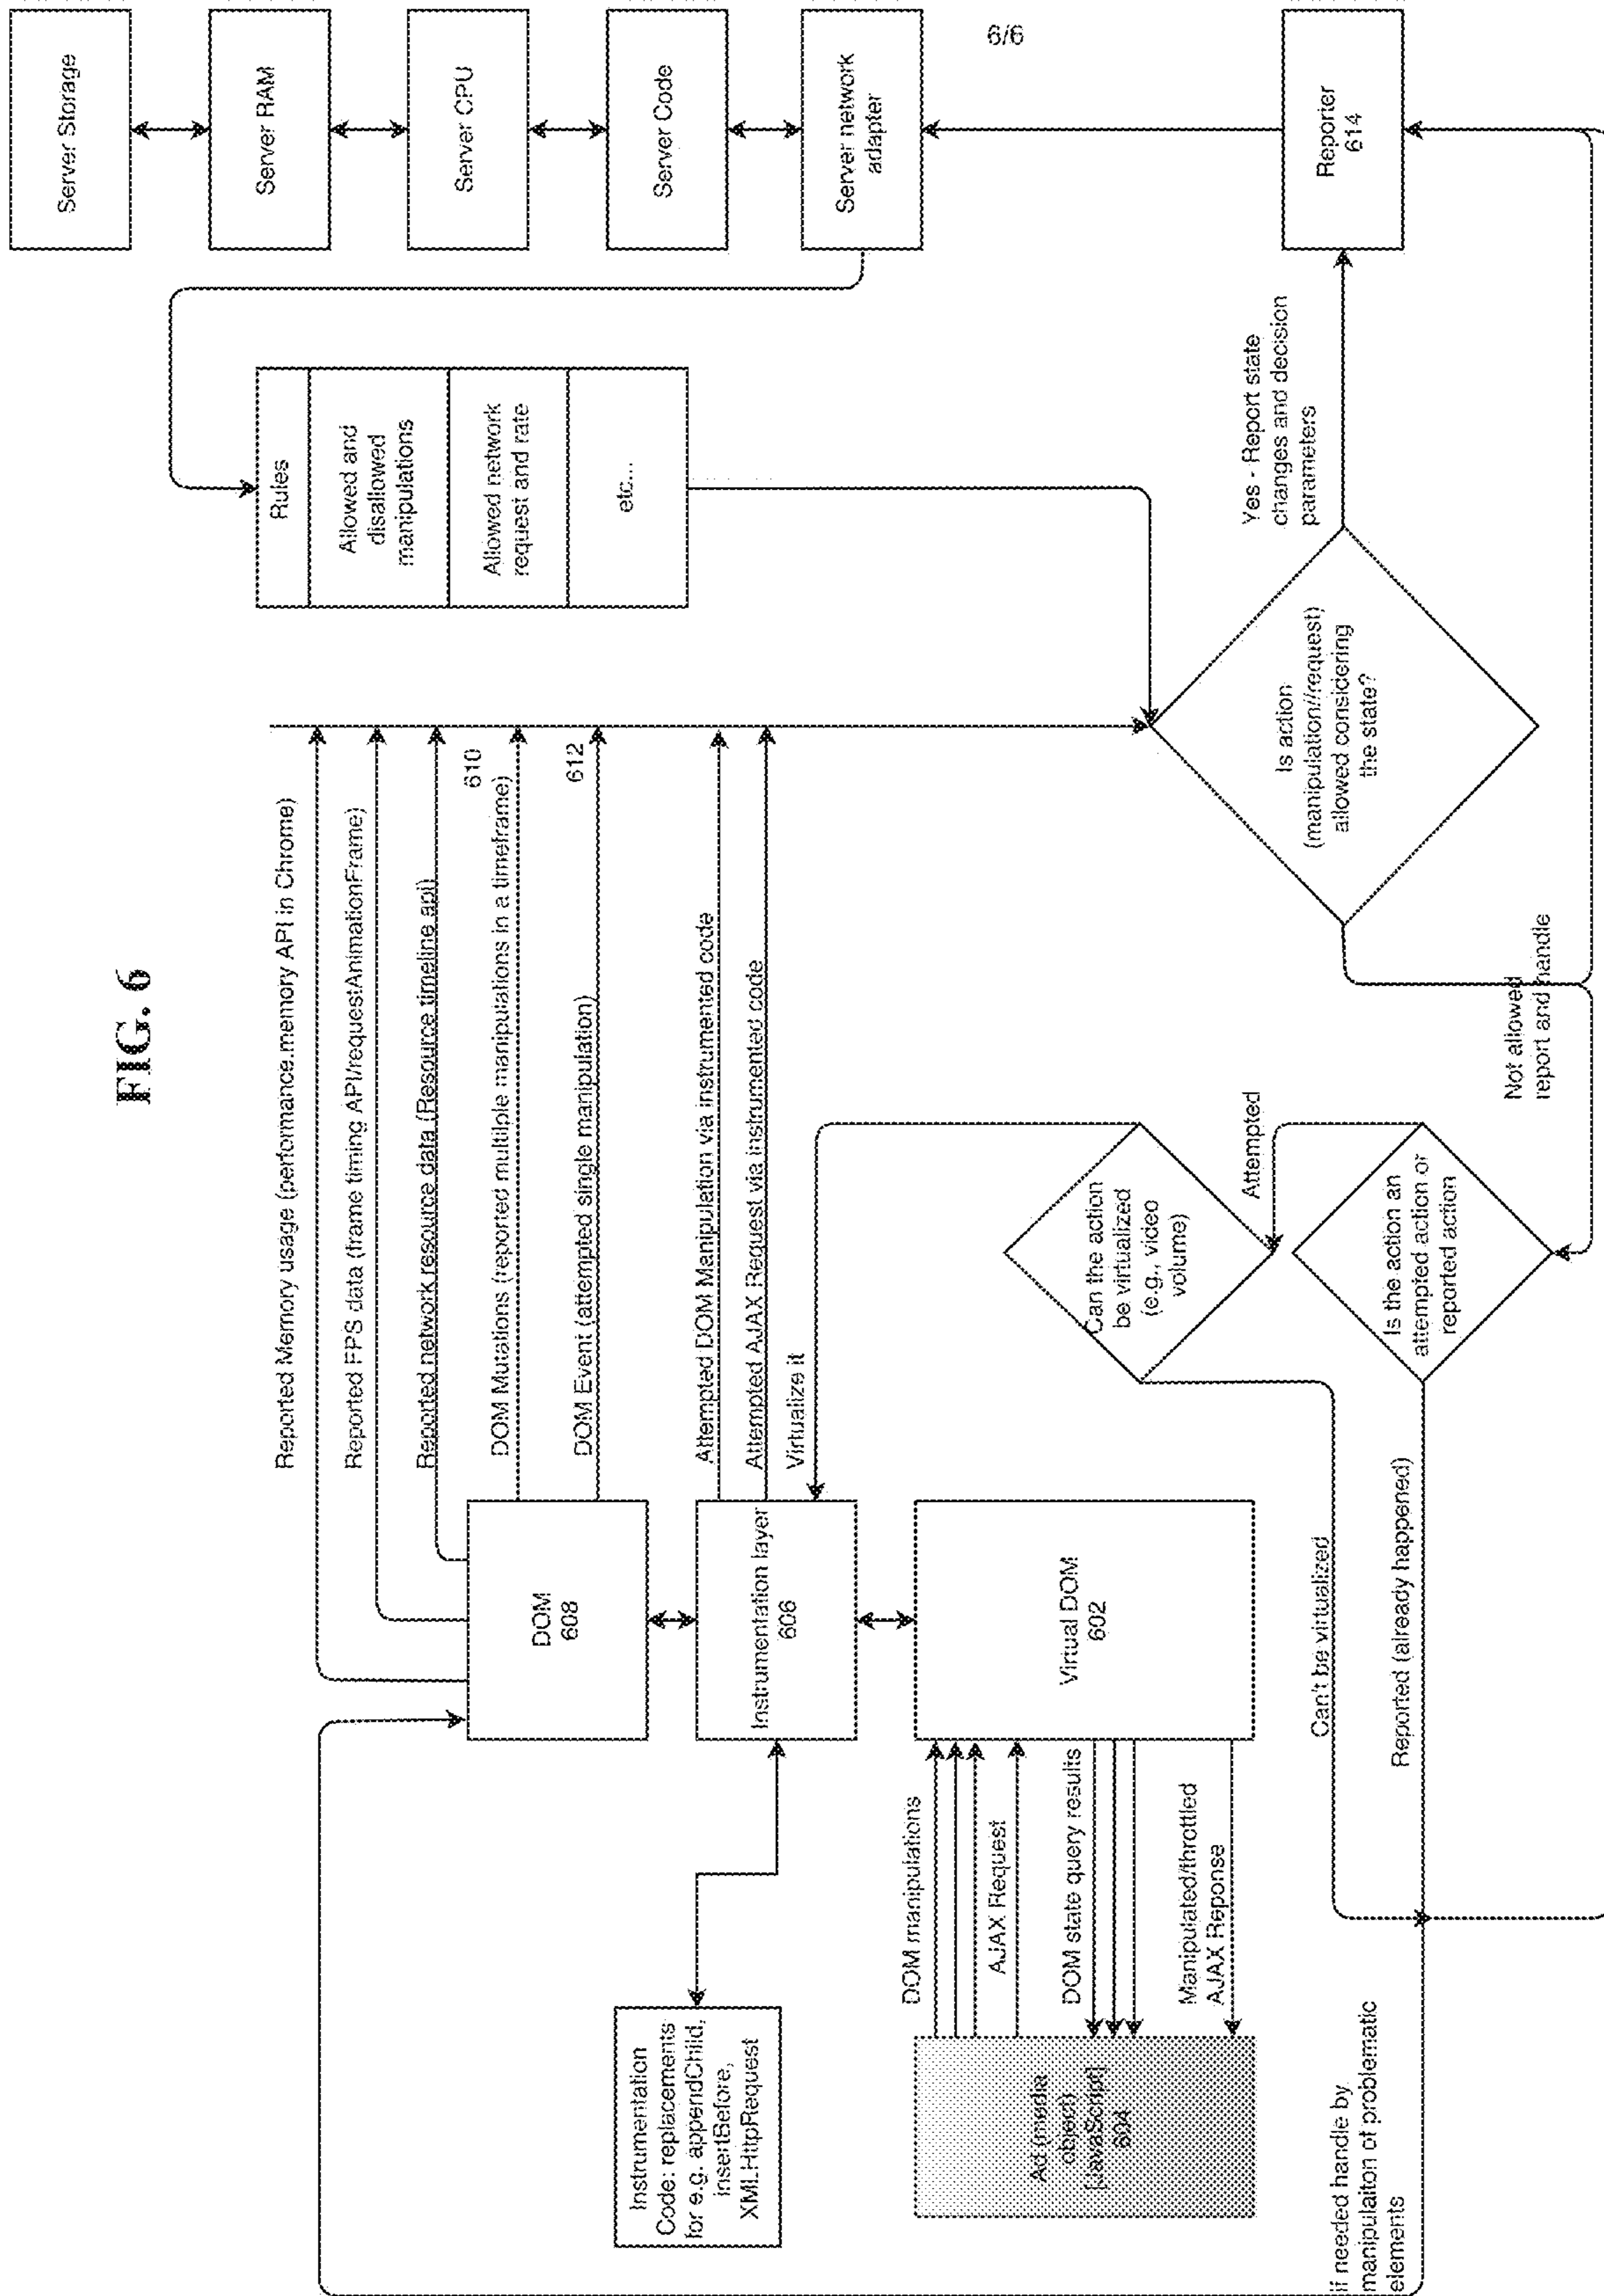 6/6
FIG. 6
Server Storage
Server RAM
Server CPU
Server Code
Server network
adapter
Reporter
614
Rules
Allowed and
disallowed
manipulations
Allowed network
request and rate
etc...
Yes - Report state
changes and decision
parameters
Is action
(manipulation//request)
allowed considering
the state?
Not allowed
report and handle
Reported Memory usage (performance.memory API in Chrome)
Reported FPS data (frame timing API/requestAnimationFrame)
Reported network resource data (Resource timeline api)
610
DOM Mutations (reported multilple manipulations in a timeframe)
612
DOM Event (attempted single manipulation)
Attempted DOM Manipulation via instrumented code
Attempted AJAX Request via instrumented code
Virtualize it
Can the action
be virtualized
(e.g., video
volume)
Attempted
Is the action an
attempted action or
reported action
DOM
608
Instrumentation layer
606
Virtual DOM
602
Can't be virtualized
Reported (already happened)
Instrumentation
Code: replacements
for e.g. appendChild,
insertBefore,
XMLHttpRequest
DOM manipulations
AJAX Request
DOM state query results
Manipulated/throttled
AJAX Reponse
Ad (media
object)
[JavaScript]
604
If needed handle by
manipulaiton of problematic
elements